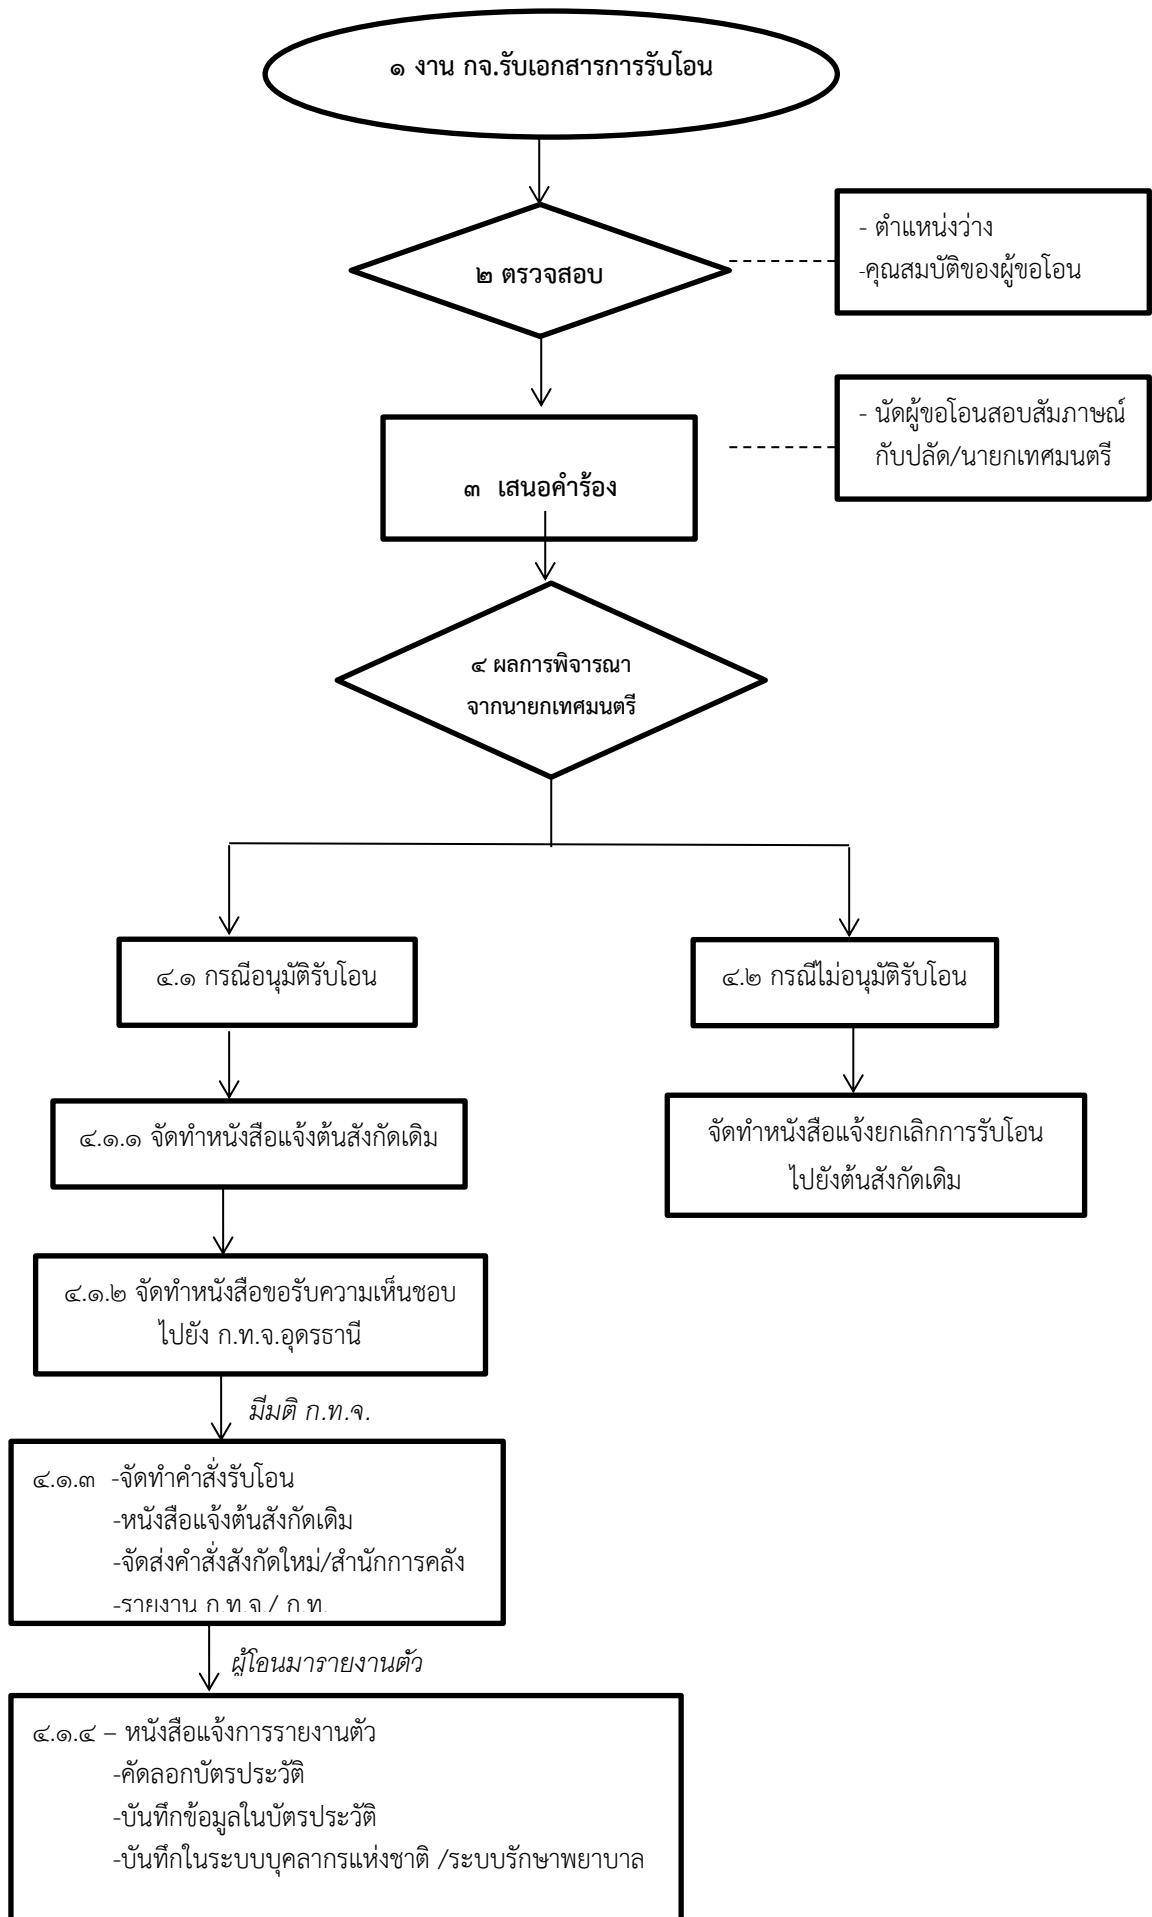 ๑ งาน กจ.รับเอกสารการรับโอน
๒ ตรวจสอบ
- ตำแหน่งว่าง
-คุณสมบัติของผู้ขอโอน
๓ เสนอคำร้อง
- นัดผู้ขอโอนสอบสัมภาษณ์
กับปลัด/นายกเทศมนตรี
๔ ผลการพิจารณา
จากนายกเทศมนตรี
๔.๑ กรณีอนุมัติรับโอน
๔.๒ กรณีไม่อนุมัติรับโอน
๔.๑.๑ จัดทำหนังสือแจ้งต้นสังกัดเดิม
จัดทำหนังสือแจ้งยกเลิกการรับโอน
ไปยังต้นสังกัดเดิม
๔.๑.๒ จัดทำหนังสือขอรับความเห็นชอบ
ไปยัง ก.ท.จ.อุดรธานี
มีมติ ก.ท.จ.
๔.๑.๓ -จัดทำคำสั่งรับโอน
-หนังสือแจ้งต้นสังกัดเดิม
-จัดส่งคำสั่งสังกัดใหม่/สำนักการคลัง
-รายงาน ก.ท.จ./ ก.ท.
ผู้โอนมารายงานตัว
๔.๑.๔ – หนังสือแจ้งการรายงานตัว
-คัดลอกบัตรประวัติ
-บันทึกข้อมูลในบัตรประวัติ
-บันทึกในระบบบุคลากรแห่งชาติ /ระบบรักษาพยาบาล